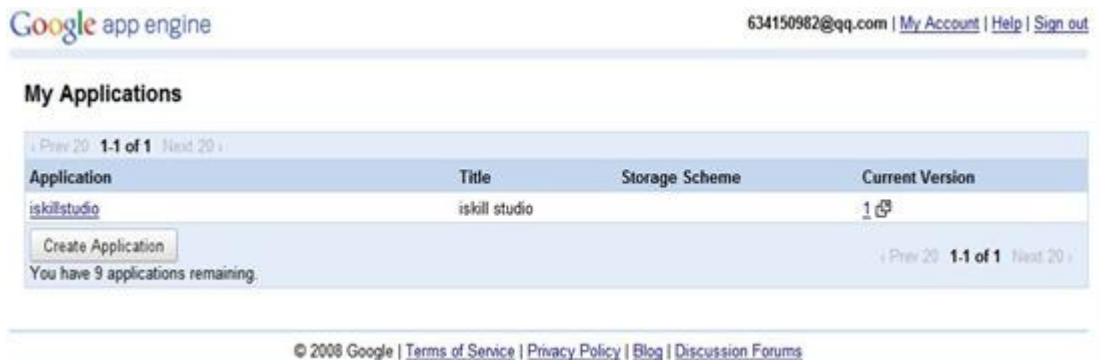 Google app engine
634150982@qq.com | My Account | Help | Sign out
My Applications
‹ Prev 20 1-1 of 1 Next 20 ›
Application Title Storage Scheme Current Version
iskillstudio iskill studio 1
Create Application
‹ Prev 20 1-1 of 1 Next 20 ›
You have 9 applications remaining.
© 2008 Google | Terms of Service | Privacy Policy | Blog | Discussion Forums